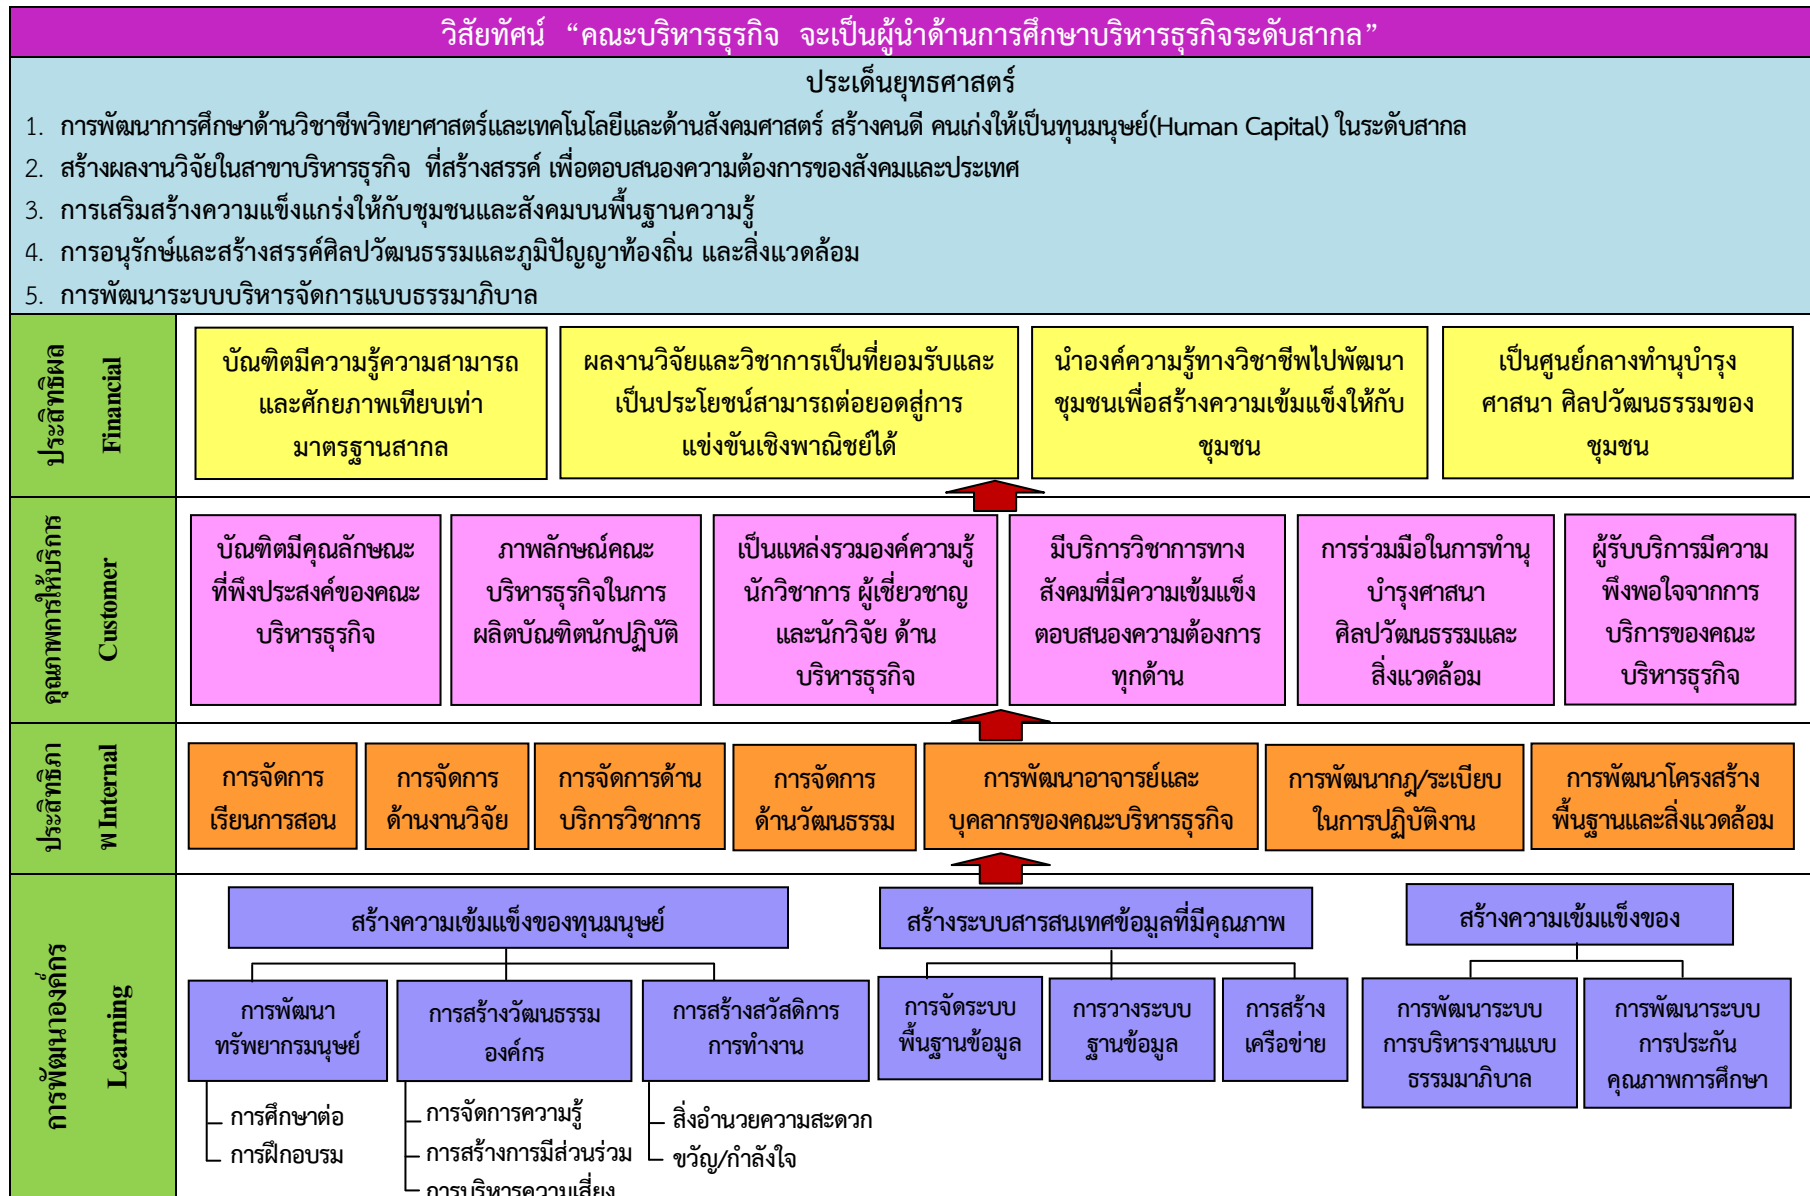 วิสัยทัศน์ “คณะบริหารธุรกิจ จะเป็นผู้นำด้านการศึกษาบริหารธุรกิจระดับสากล”
ประเด็นยุทธศาสตร์
1. การพัฒนาการศึกษาด้านวิชาชีพวิทยาศาสตร์และเทคโนโลยีและด้านสังคมศาสตร์ สร้างคนดี คนเก่งให้เป็นทุนมนุษย์(Human Capital) ในระดับสากล
2. สร้างผลงานวิจัยในสาขาบริหารธุรกิจ ที่สร้างสรรค์ เพื่อตอบสนองความต้องการของสังคมและประเทศ
3. การเสริมสร้างความแข็งแกร่งให้กับชุมชนและสังคมบนพื้นฐานความรู้
4. การอนุรักษ์และสร้างสรรค์ศิลปวัฒนธรรมและภูมิปัญญาท้องถิ่น และสิ่งแวดล้อม
5. การพัฒนาระบบบริหารจัดการแบบธรรมาภิบาล
ประสิทธิผล
Financial
บัณฑิตมีความรู้ความสามารถ
และศักยภาพเทียบเท่า
มาตรฐานสากล
ผลงานวิจัยและวิชาการเป็นที่ยอมรับและ
เป็นประโยชน์สามารถต่อยอดสู่การ
แข่งขันเชิงพาณิชย์ได้
นำองค์ความรู้ทางวิชาชีพไปพัฒนา
ชุมชนเพื่อสร้างความเข้มแข็งให้กับ
ชุมชน
เป็นศูนย์กลางทำนุบำรุง
ศาสนา ศิลปวัฒนธรรมของ
ชุมชน
คุณภาพการให้บริการ
Customer
บัณฑิตมีคุณลักษณะ
ที่พึงประสงค์ของคณะ
บริหารธุรกิจ
ภาพลักษณ์คณะ
บริหารธุรกิจในการ
ผลิตบัณฑิตนักปฏิบัติ
เป็นแหล่งรวมองค์ความรู้
นักวิชาการ ผู้เชี่ยวชาญ
และนักวิจัย ด้าน
บริหารธุรกิจ
มีบริการวิชาการทาง
สังคมที่มีความเข้มแข็ง
ตอบสนองความต้องการ
ทุกด้าน
การร่วมมือในการทำนุ
บำรุงศาสนา
ศิลปวัฒนธรรมและ
สิ่งแวดล้อม
ผู้รับบริการมีความ
พึงพอใจจากการ
บริการของคณะ
บริหารธุรกิจ
ประสิทธิภา
พ Internal
การจัดการ
เรียนการสอน
การจัดการ
ด้านงานวิจัย
การจัดการด้าน
บริการวิชาการ
การจัดการ
ด้านวัฒนธรรม
การพัฒนาอาจารย์และ
บุคลากรของคณะบริหารธุรกิจ
การพัฒนากฎ/ระเบียบ
ในการปฏิบัติงาน
การพัฒนาโครงสร้าง
พื้นฐานและสิ่งแวดล้อม
การพัฒนาองค์กร
Learning
สร้างความเข้มแข็งของทุนมนุษย์
สร้างระบบสารสนเทศข้อมูลที่มีคุณภาพ
สร้างความเข้มแข็งของ
การพัฒนา
ทรัพยากรมนุษย์
การสร้างวัฒนธรรม
องค์กร
การสร้างสวัสดิการ
การทำงาน
การจัดระบบ
พื้นฐานข้อมูล
การวางระบบ
ฐานข้อมูล
การสร้าง
เครือข่าย
การพัฒนาระบบ
การบริหารงานแบบ
ธรรมมาภิบาล
การพัฒนาระบบ
การประกัน
คุณภาพการศึกษา
การศึกษาต่อ
การฝึกอบรม
การจัดการความรู้
การสร้างการมีส่วนร่วม
การบริหารความเสี่ยง
สิ่งอำนวยความสะดวก
ขวัญ/กำลังใจ